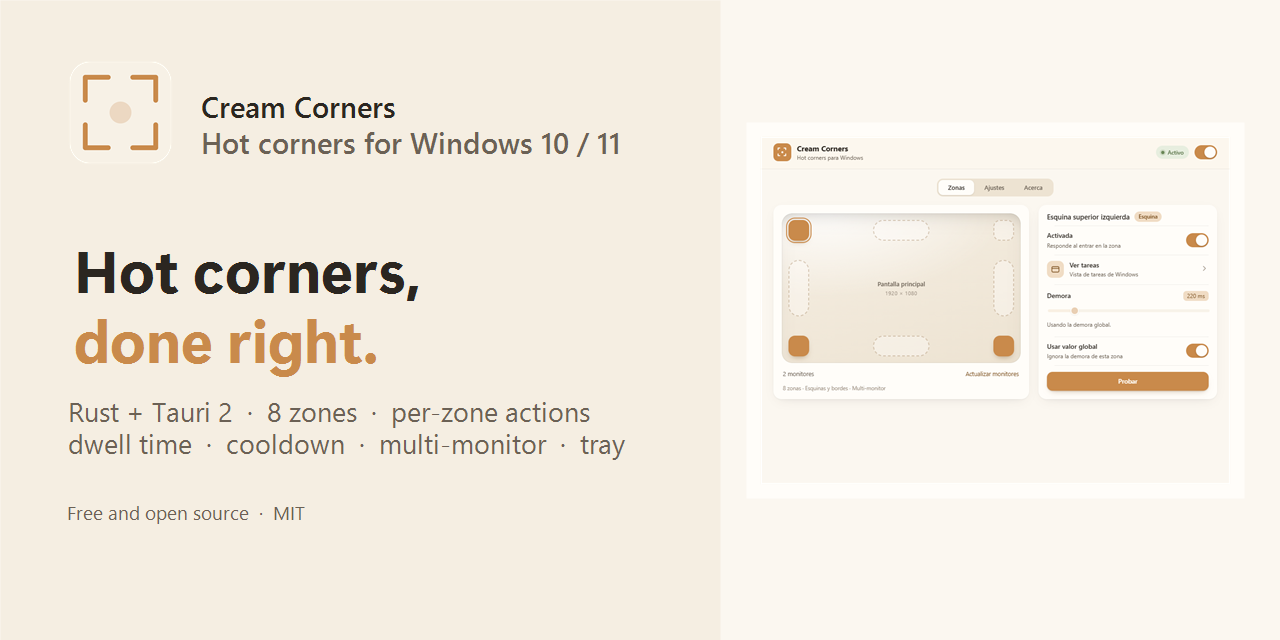 Cream Corners
Hot corners for Windows 10 / 11
Hot corners,
done right.
Rust + Tauri 2 · 8 zones · per-zone actions
dwell time · cooldown · multi-monitor · tray
Free and open source · MIT
Cream Corners
Hot corners para Windows
Activo
Zonas Ajustes Acerca
Pantalla principal
1920 × 1080
2 monitores Actualizar monitores
8 zonas · Esquinas y bordes · Multi-monitor
Esquina superior izquierda Esquina
Activada
Responde al entrar en la zona
Ver tareas
Vista de tareas de Windows
Demora 220 ms
Usando la demora global.
Usar valor global
Ignora la demora de esta zona
Probar